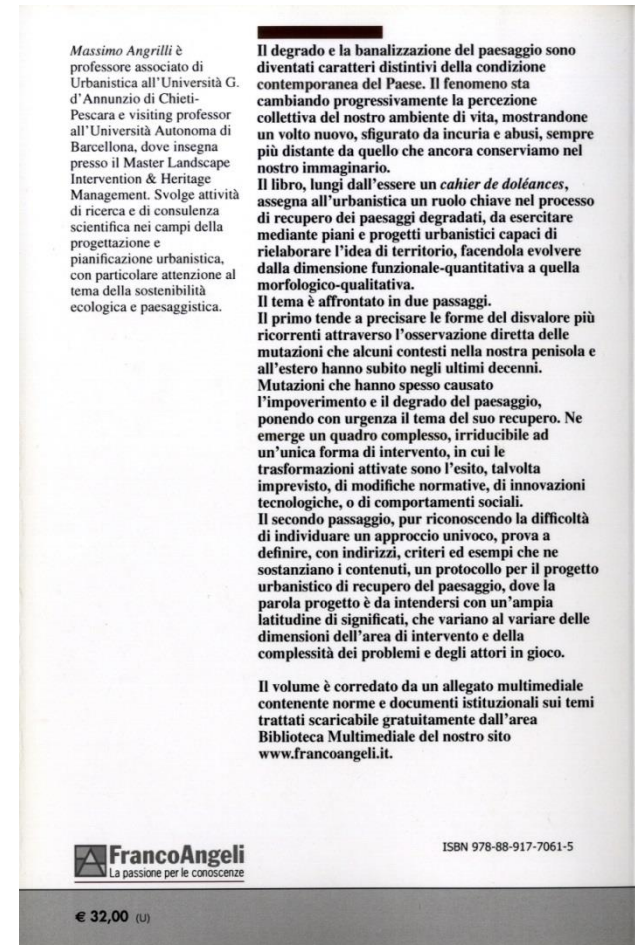 Massimo Angrilli è
professore associato di
Urbanistica all'Università G.
d'Annunzio di Chieti-
Pescara e visiting professor
all'Università Autonoma di
Barcellona, dove insegna
presso il Master Landscape
Intervention & Heritage
Management. Svolge attività
di ricerca e di consulenza
scientifica nei campi della
progettazione e
pianificazione urbanistica,
con particolare attenzione al
tema della sostenibilità
ecologica e paesaggistica.
Il degrado e la banalizzazione del paesaggio sono
diventati caratteri distintivi della condizione
contemporanea del Paese. Il fenomeno sta
cambiando progressivamente la percezione
collettiva del nostro ambiente di vita, mostrandone
un volto nuovo, sfigurato da incuria e abusi, sempre
più distante da quello che ancora conserviamo nel
nostro immaginario.
Il libro, lungi dall'essere un cahier de doléances,
assegna all'urbanistica un ruolo chiave nel processo
di recupero dei paesaggi degradati, da esercitare
mediante piani e progetti urbanistici capaci di
rielaborare l'idea di territorio, facendola evolvere
dalla dimensione funzionale-quantitativa a quella
morfologico-qualitativa.
Il tema è affrontato in due passaggi.
Il primo tende a precisare le forme del disvalore più
ricorrenti attraverso l'osservazione diretta delle
mutazioni che alcuni contesti nella nostra penisola e
all'estero hanno subito negli ultimi decenni.
Mutazioni che hanno spesso causato
l'impoverimento e il degrado del paesaggio,
ponendo con urgenza il tema del suo recupero. Ne
emerge un quadro complesso, irriducibile ad
un'unica forma di intervento, in cui le
trasformazioni attivate sono l'esito, talvolta
imprevisto, di modifiche normative, di innovazioni
tecnologiche, o di comportamenti sociali.
Il secondo passaggio, pur riconoscendo la difficoltà
di individuare un approccio univoco, prova a
definire, con indirizzi, criteri ed esempi che ne
sostanziano i contenuti, un protocollo per il progetto
urbanistico di recupero del paesaggio, dove la
parola progetto è da intendersi con un'ampia
latitudine di significati, che variano al variare delle
dimensioni dell'area di intervento e della
complessità dei problemi e degli attori in gioco.
Il volume è corredato da un allegato multimediale
contenente norme e documenti istituzionali sui temi
trattati scaricabile gratuitamente dall'area
Biblioteca Multimediale del nostro sito
www.francoangeli.it.
FrancoAngeli
La passione per le conoscenze
ISBN 978-88-917-7061-5
€ 32,00 (U)